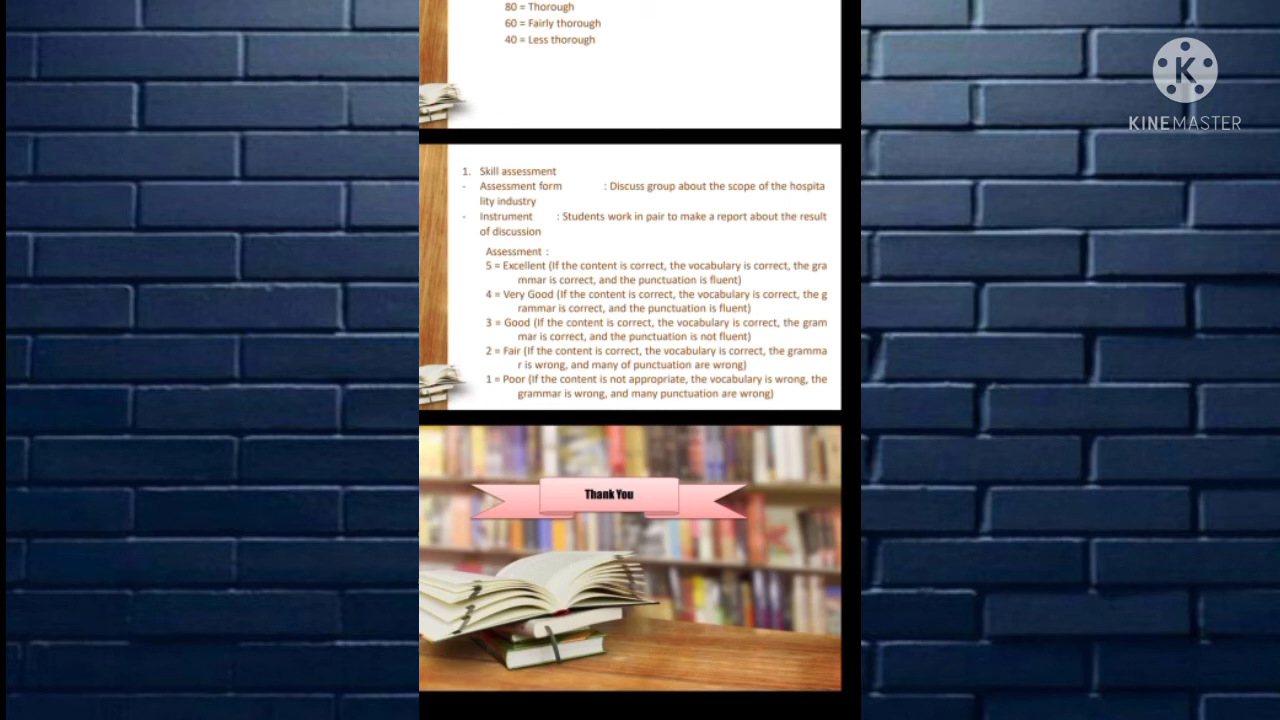 80 = Thorough
60 = Fairly thorough
40 = Less thorough
KINEMASTER
1. Skill assessment
- Assessment form : Discuss group about the scope of the hospita
lity industry
- Instrument : Students work in pair to make a report about the result
of discussion
Assessment :
5 = Excellent (If the content is correct, the vocabulary is correct, the gra
mmar is correct, and the punctuation is fluent)
4 = Very Good (If the content is correct, the vocabulary is correct, the g
rammar is correct, and the punctuation is fluent)
3 = Good (If the content is correct, the vocabulary is correct, the gram
mar is correct, and the punctuation is not fluent)
2 = Fair (If the content is correct, the vocabulary is correct, the gramma
r is wrong, and many of punctuation are wrong)
1 = Poor (If the content is not appropriate, the vocabulary is wrong, the
grammar is wrong, and many punctuation are wrong)
Thank You